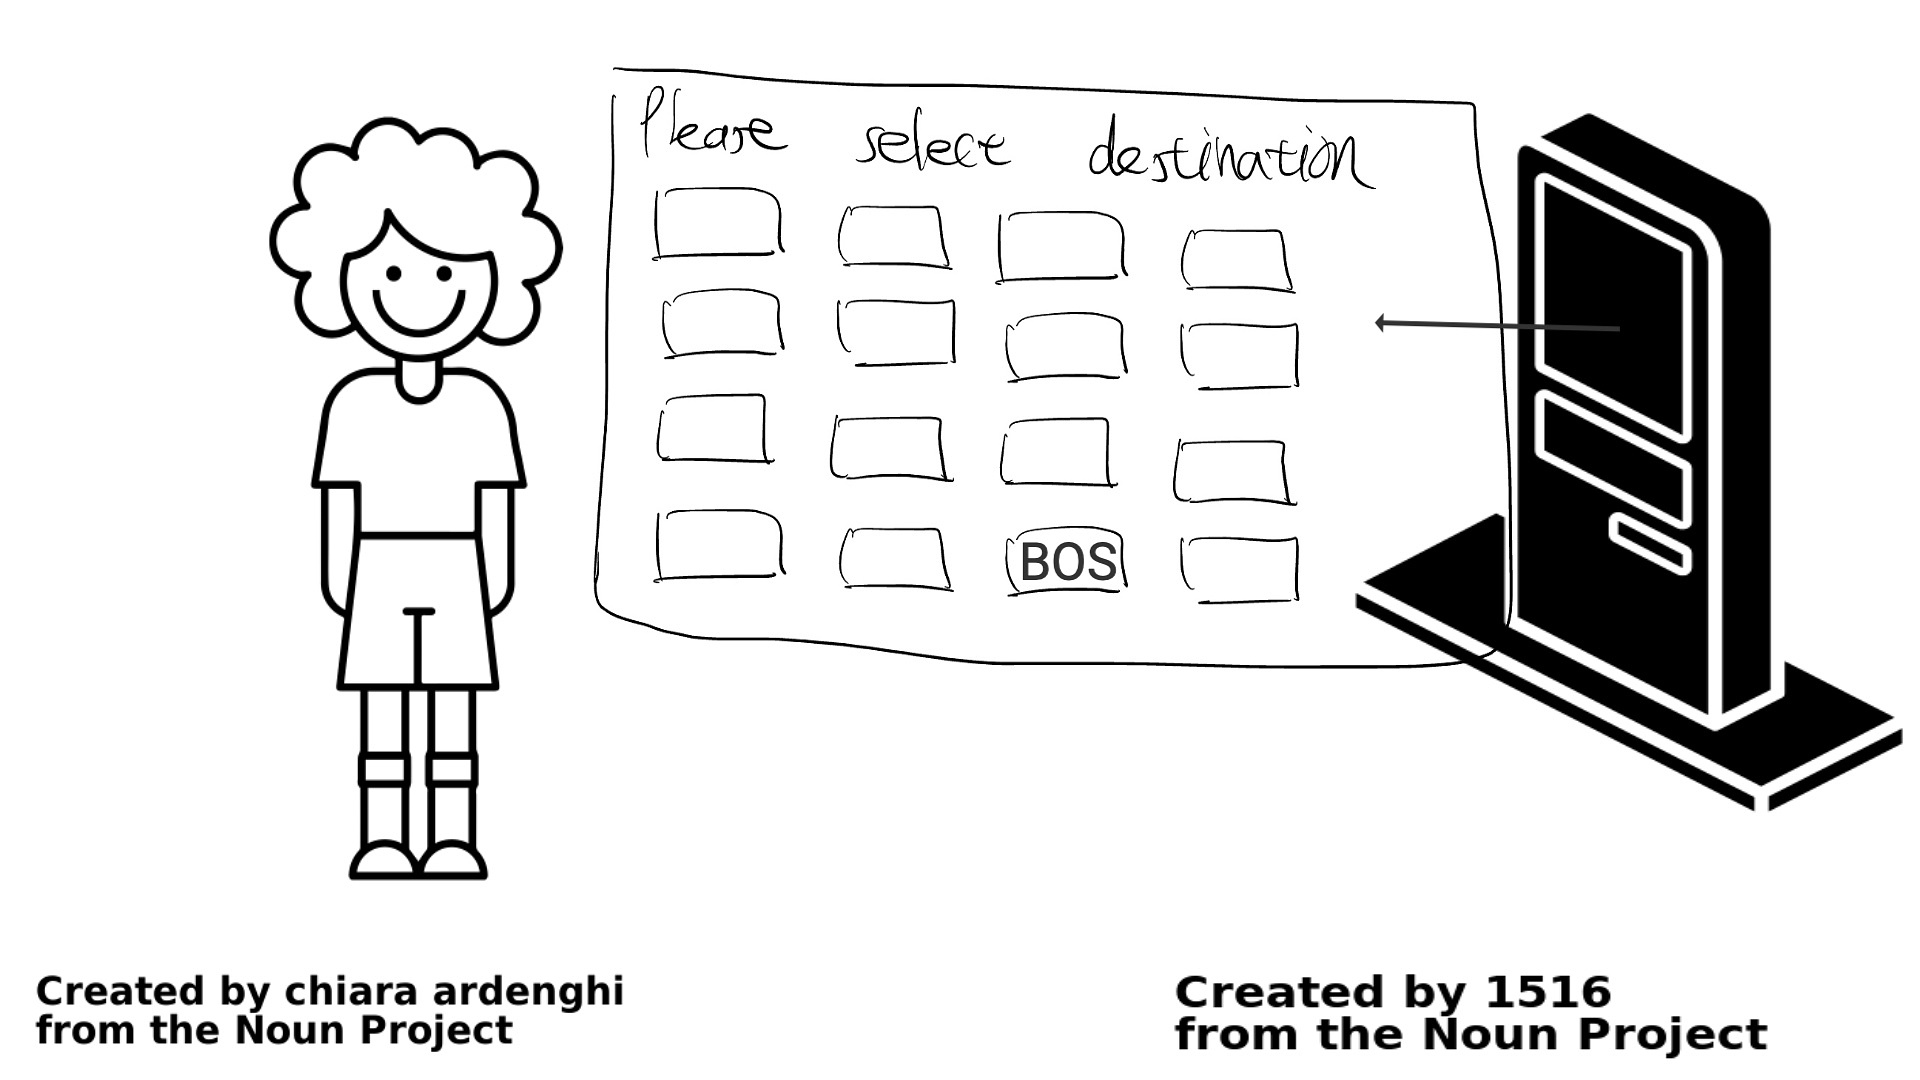 Please select destination
BOS
Created by chiara ardenghi
from the Noun Project
Created by 1516
from the Noun Project